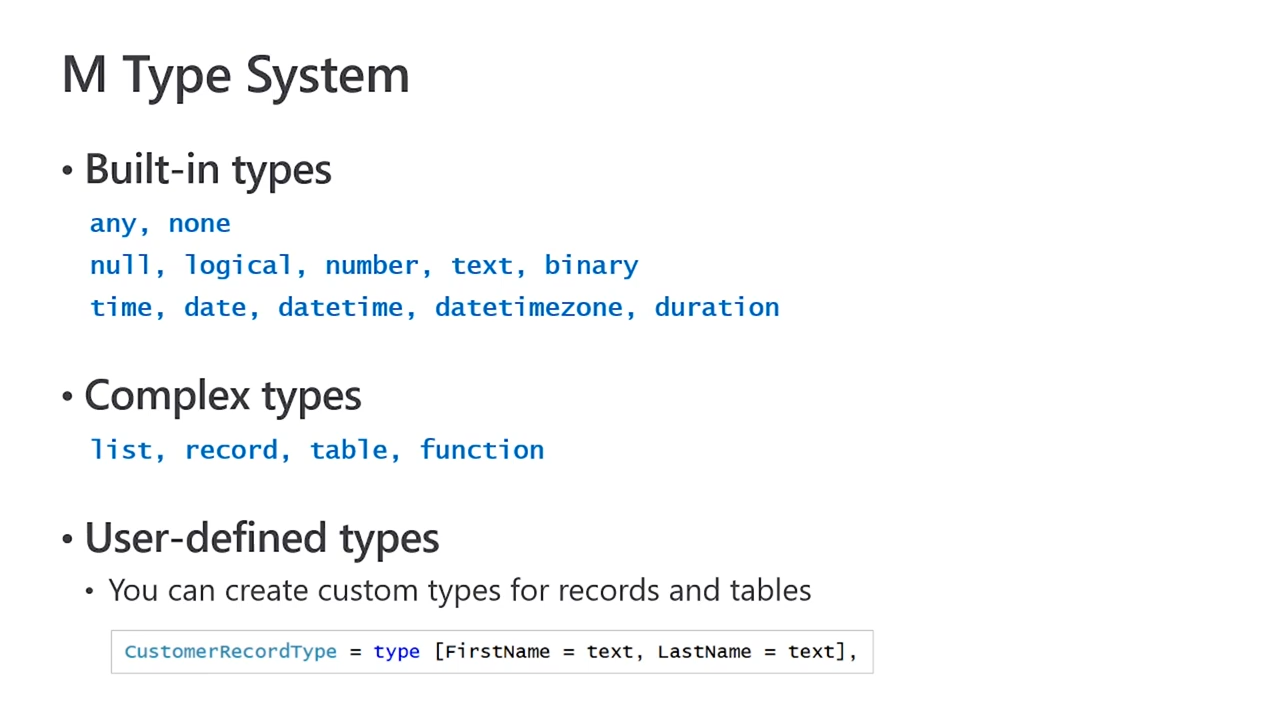 M Type System
• Built-in types
any, none
null, logical, number, text, binary
time, date, datetime, datetimezone, duration
• Complex types
list, record, table, function
• User-defined types
• You can create custom types for records and tables
CustomerRecordType = type [FirstName = text, LastName = text],